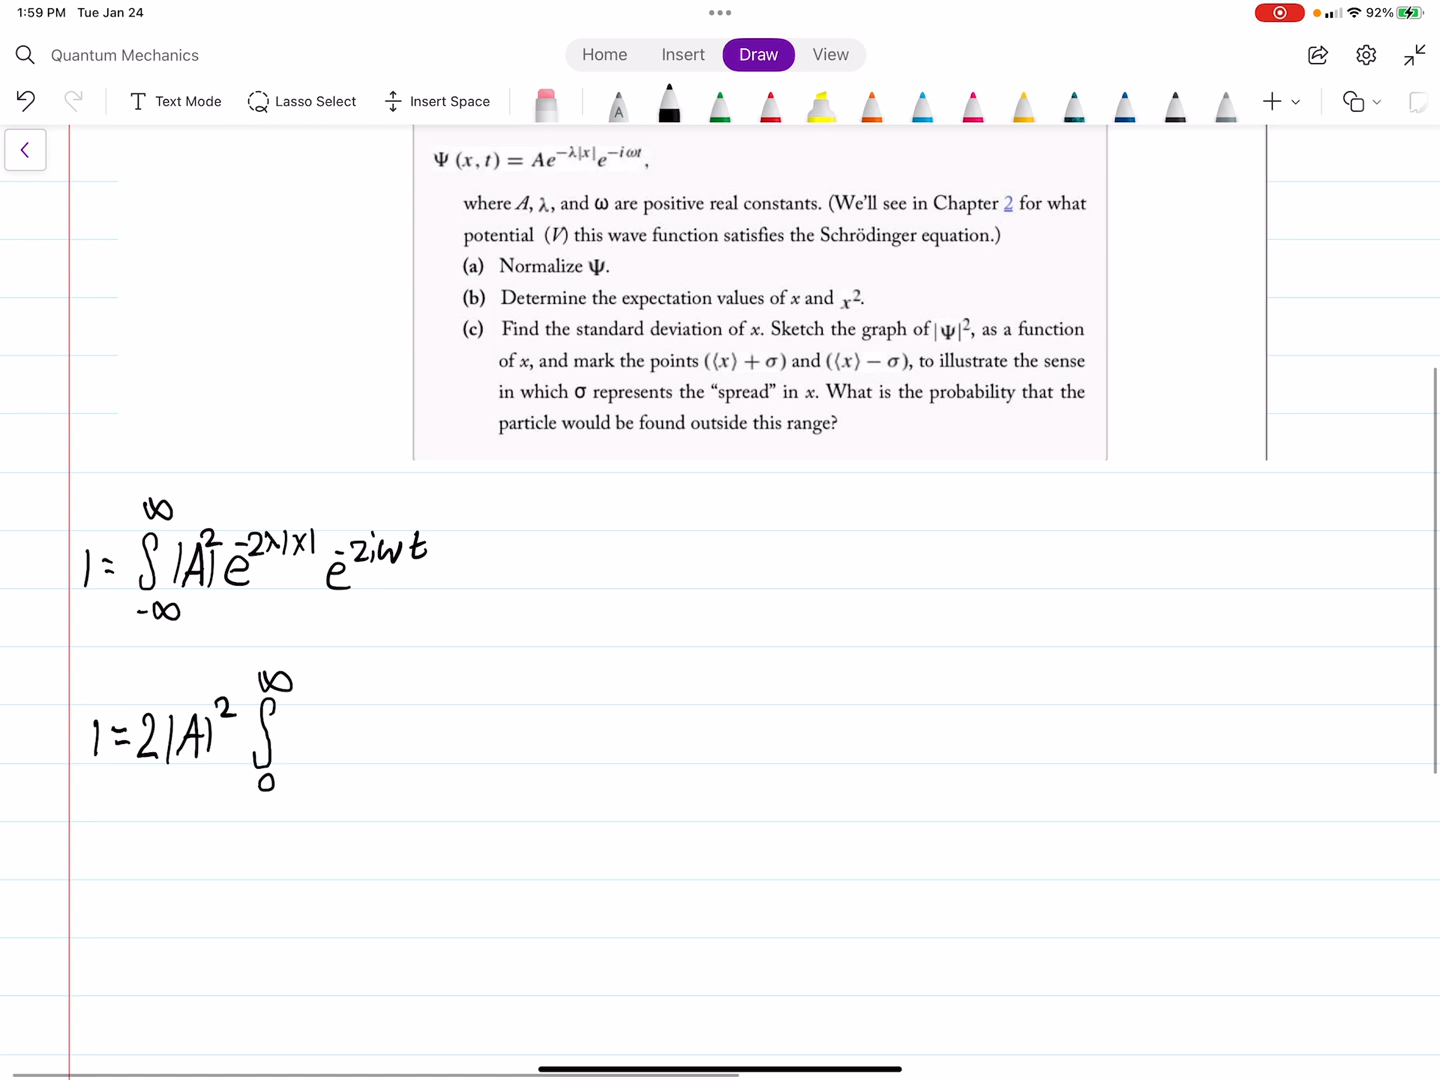 1:59 PM Tue Jan 24
92%
Quantum Mechanics
Home Insert Draw View
Text Mode Lasso Select Insert Space
A
Ψ (x, t) = Ae^{−λ|x|}e^{−iωt},
where A, λ, and ω are positive real constants. (We’ll see in Chapter 2 for what
potential (V) this wave function satisfies the Schrödinger equation.)
(a) Normalize Ψ.
(b) Determine the expectation values of x and x².
(c) Find the standard deviation of x. Sketch the graph of |Ψ|², as a function
of x, and mark the points (⟨x⟩ + σ) and (⟨x⟩ − σ), to illustrate the sense
in which σ represents the “spread” in x. What is the probability that the
particle would be found outside this range?
1 = ∫_{-∞}^{∞} |A|² e^{-2λ|x|} e^{-2iωt}
1 = 2|A|² ∫_{0}^{∞}